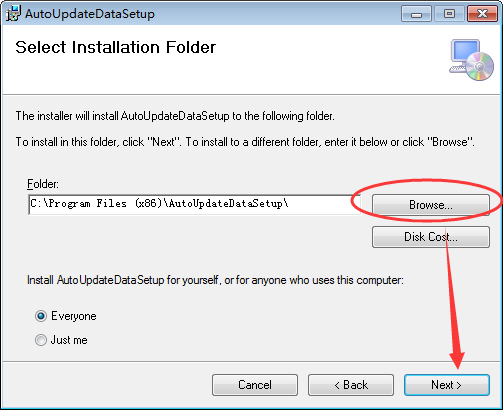 AutoUpdateDataSetup
Select Installation Folder
The installer will install AutoUpdateDataSetup to the following folder.
To install in this folder, click "Next". To install to a different folder, enter it below or click "Browse".
Folder:
C:\Program Files (x86)\AutoUpdateDataSetup\
Browse...
Disk Cost...
Install AutoUpdateDataSetup for yourself, or for anyone who uses this computer:
Everyone
Just me
Cancel
< Back
Next >